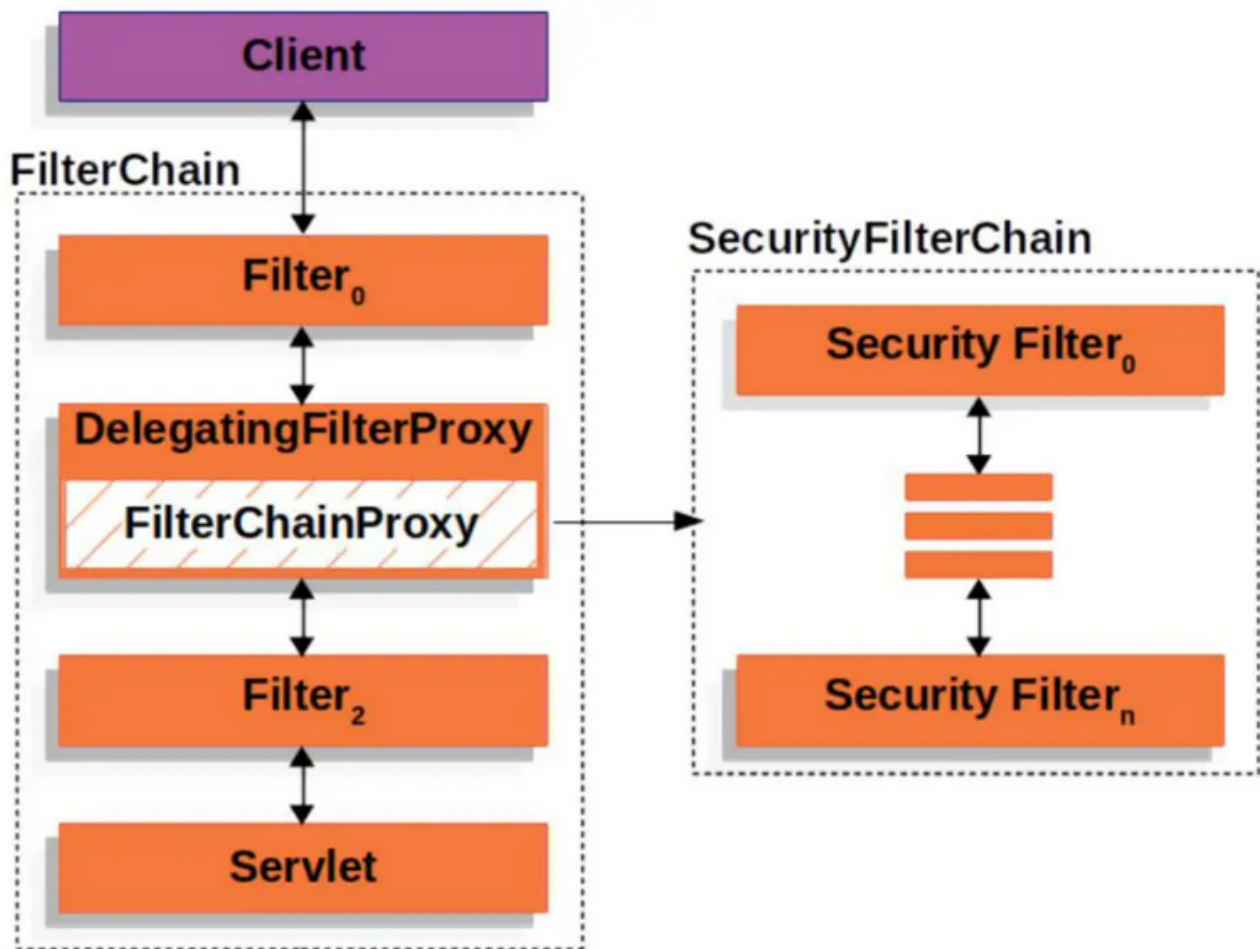 Client
FilterChain
Filter0
DelegatingFilterProxy
FilterChainProxy
Filter2
Servlet
SecurityFilterChain
Security Filter0
Security Filtern